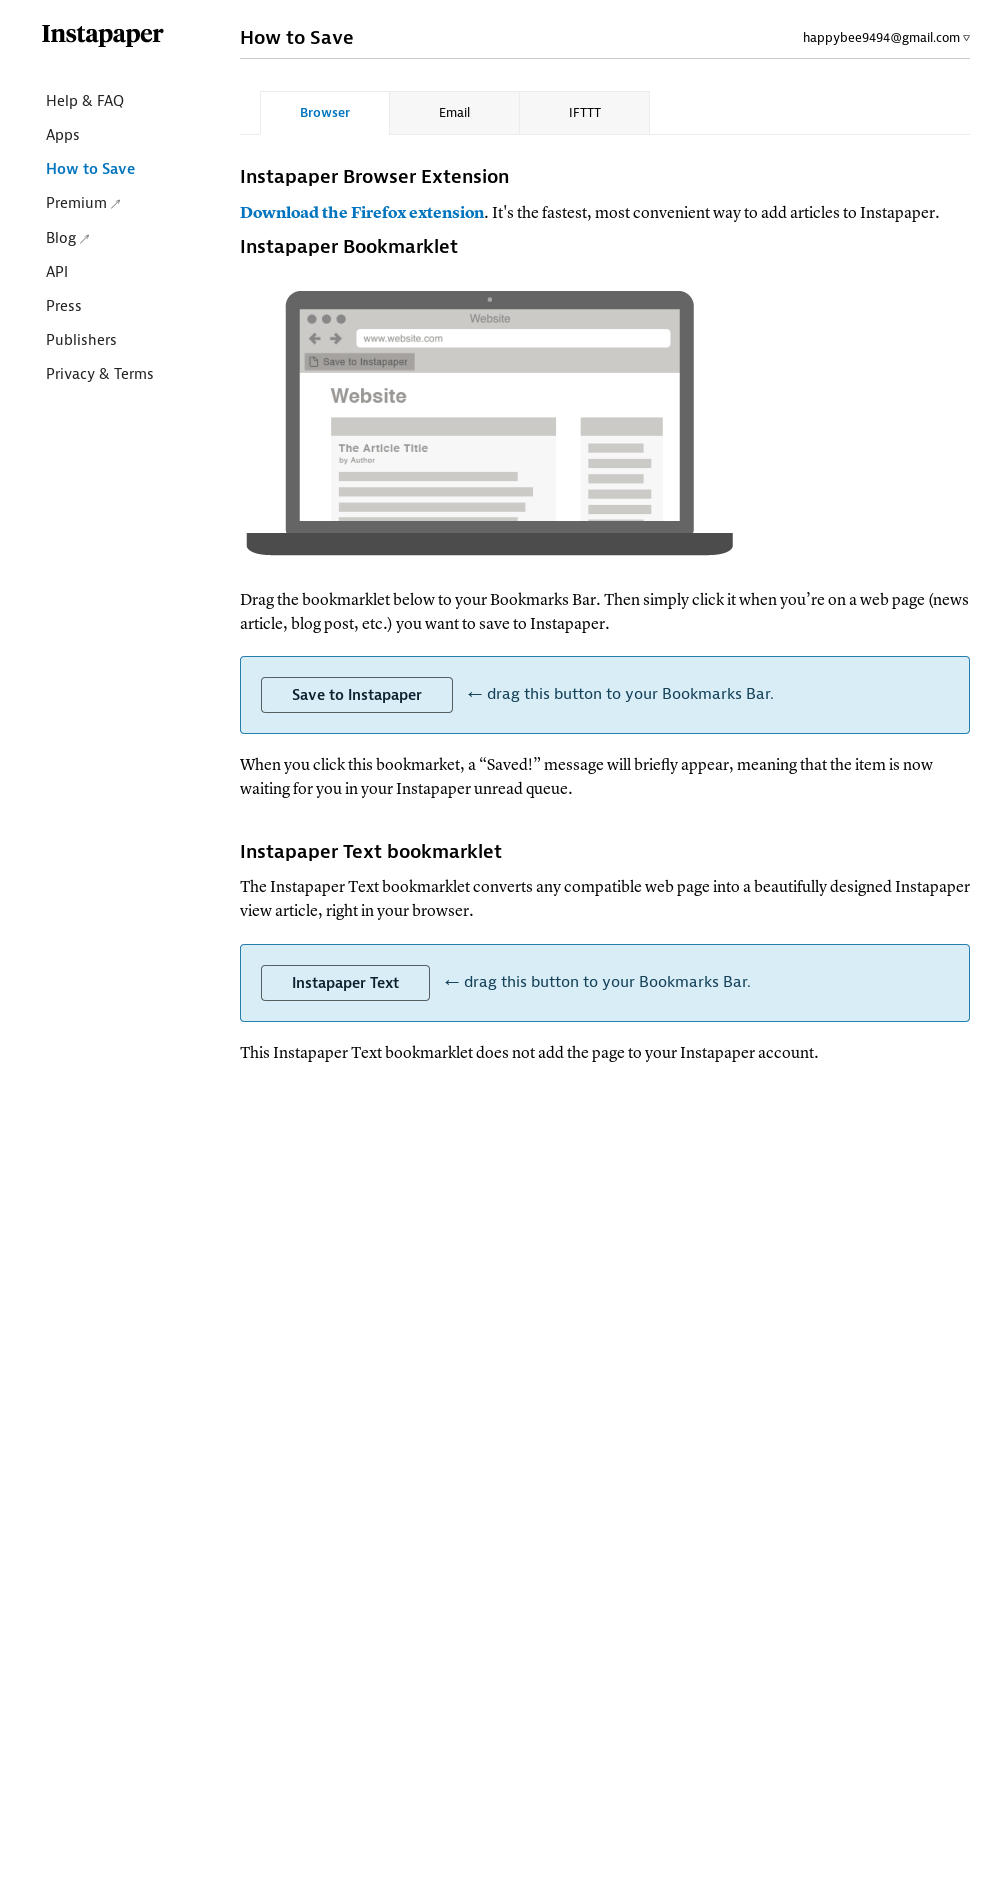 Instapaper
How to Save
happybee9494@gmail.com ▿
Help & FAQ
Apps
How to Save
Premium
Blog
API
Press
Publishers
Privacy & Terms
Browser
Email
IFTTT
Instapaper Browser Extension
Download the Firefox extension. It's the fastest, most convenient way to add articles to Instapaper.
Instapaper Bookmarklet
Website
www.website.com
Save to Instapaper
Website
The Article Title
by Author
Drag the bookmarklet below to your Bookmarks Bar. Then simply click it when you’re on a web page (news
article, blog post, etc.) you want to save to Instapaper.
Save to Instapaper
← drag this button to your Bookmarks Bar.
When you click this bookmarket, a “Saved!” message will briefly appear, meaning that the item is now
waiting for you in your Instapaper unread queue.
Instapaper Text bookmarklet
The Instapaper Text bookmarklet converts any compatible web page into a beautifully designed Instapaper
view article, right in your browser.
Instapaper Text
← drag this button to your Bookmarks Bar.
This Instapaper Text bookmarklet does not add the page to your Instapaper account.